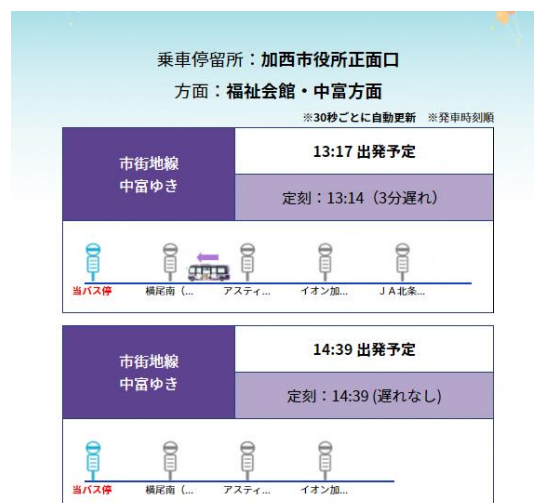 乗車停留所：加西市役所正面口
方面：福祉会館・中富方面
※30秒ごとに自動更新　※発車時刻順
市街地線
中富ゆき
13:17 出発予定
定刻：13:14（3分遅れ）
当バス停 横尾南（... アスティ... イオン加... ＪＡ北条...
市街地線
中富ゆき
14:39 出発予定
定刻：14:39 (遅れなし)
当バス停 横尾南（... アスティ... イオン加...